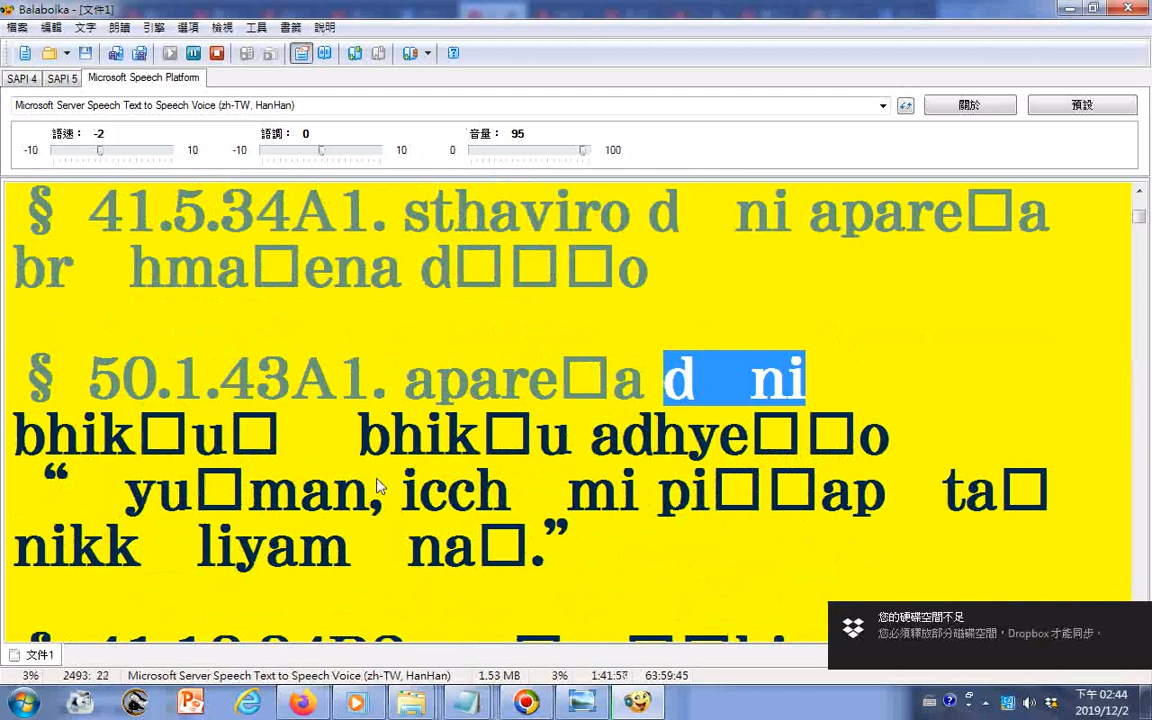 Balabolka - [文件1]
檔案 編輯 文字 朗讀 引擎 選項 檢視 工具 書籤 說明
SAPI 4 SAPI 5 Microsoft Speech Platform
Microsoft Server Speech Text to Speech Voice (zh-TW, HanHan) 關於 預設
語速： -2 語調： 0 音量： 95
-10 10 -10 10 0 100
§ 41.5.34A1. sthaviro d　ni apare□a
br　hma□ena d□□□o
§ 50.1.43A1. apare□a d　ni
bhik□u□　bhik□u adhye□□o
“　yu□man, icch　mi pi□□ap　ta□
nikk　liyam　na□.”
您的硬碟空間不足
您必須釋放部分磁碟空間，Dropbox 才能同步。
文件1
3% 2493: 22 Microsoft Server Speech Text to Speech Voice (zh-TW, HanHan) 1.53 MB 3% 63:59:45
下午 02:44
2019/12/2